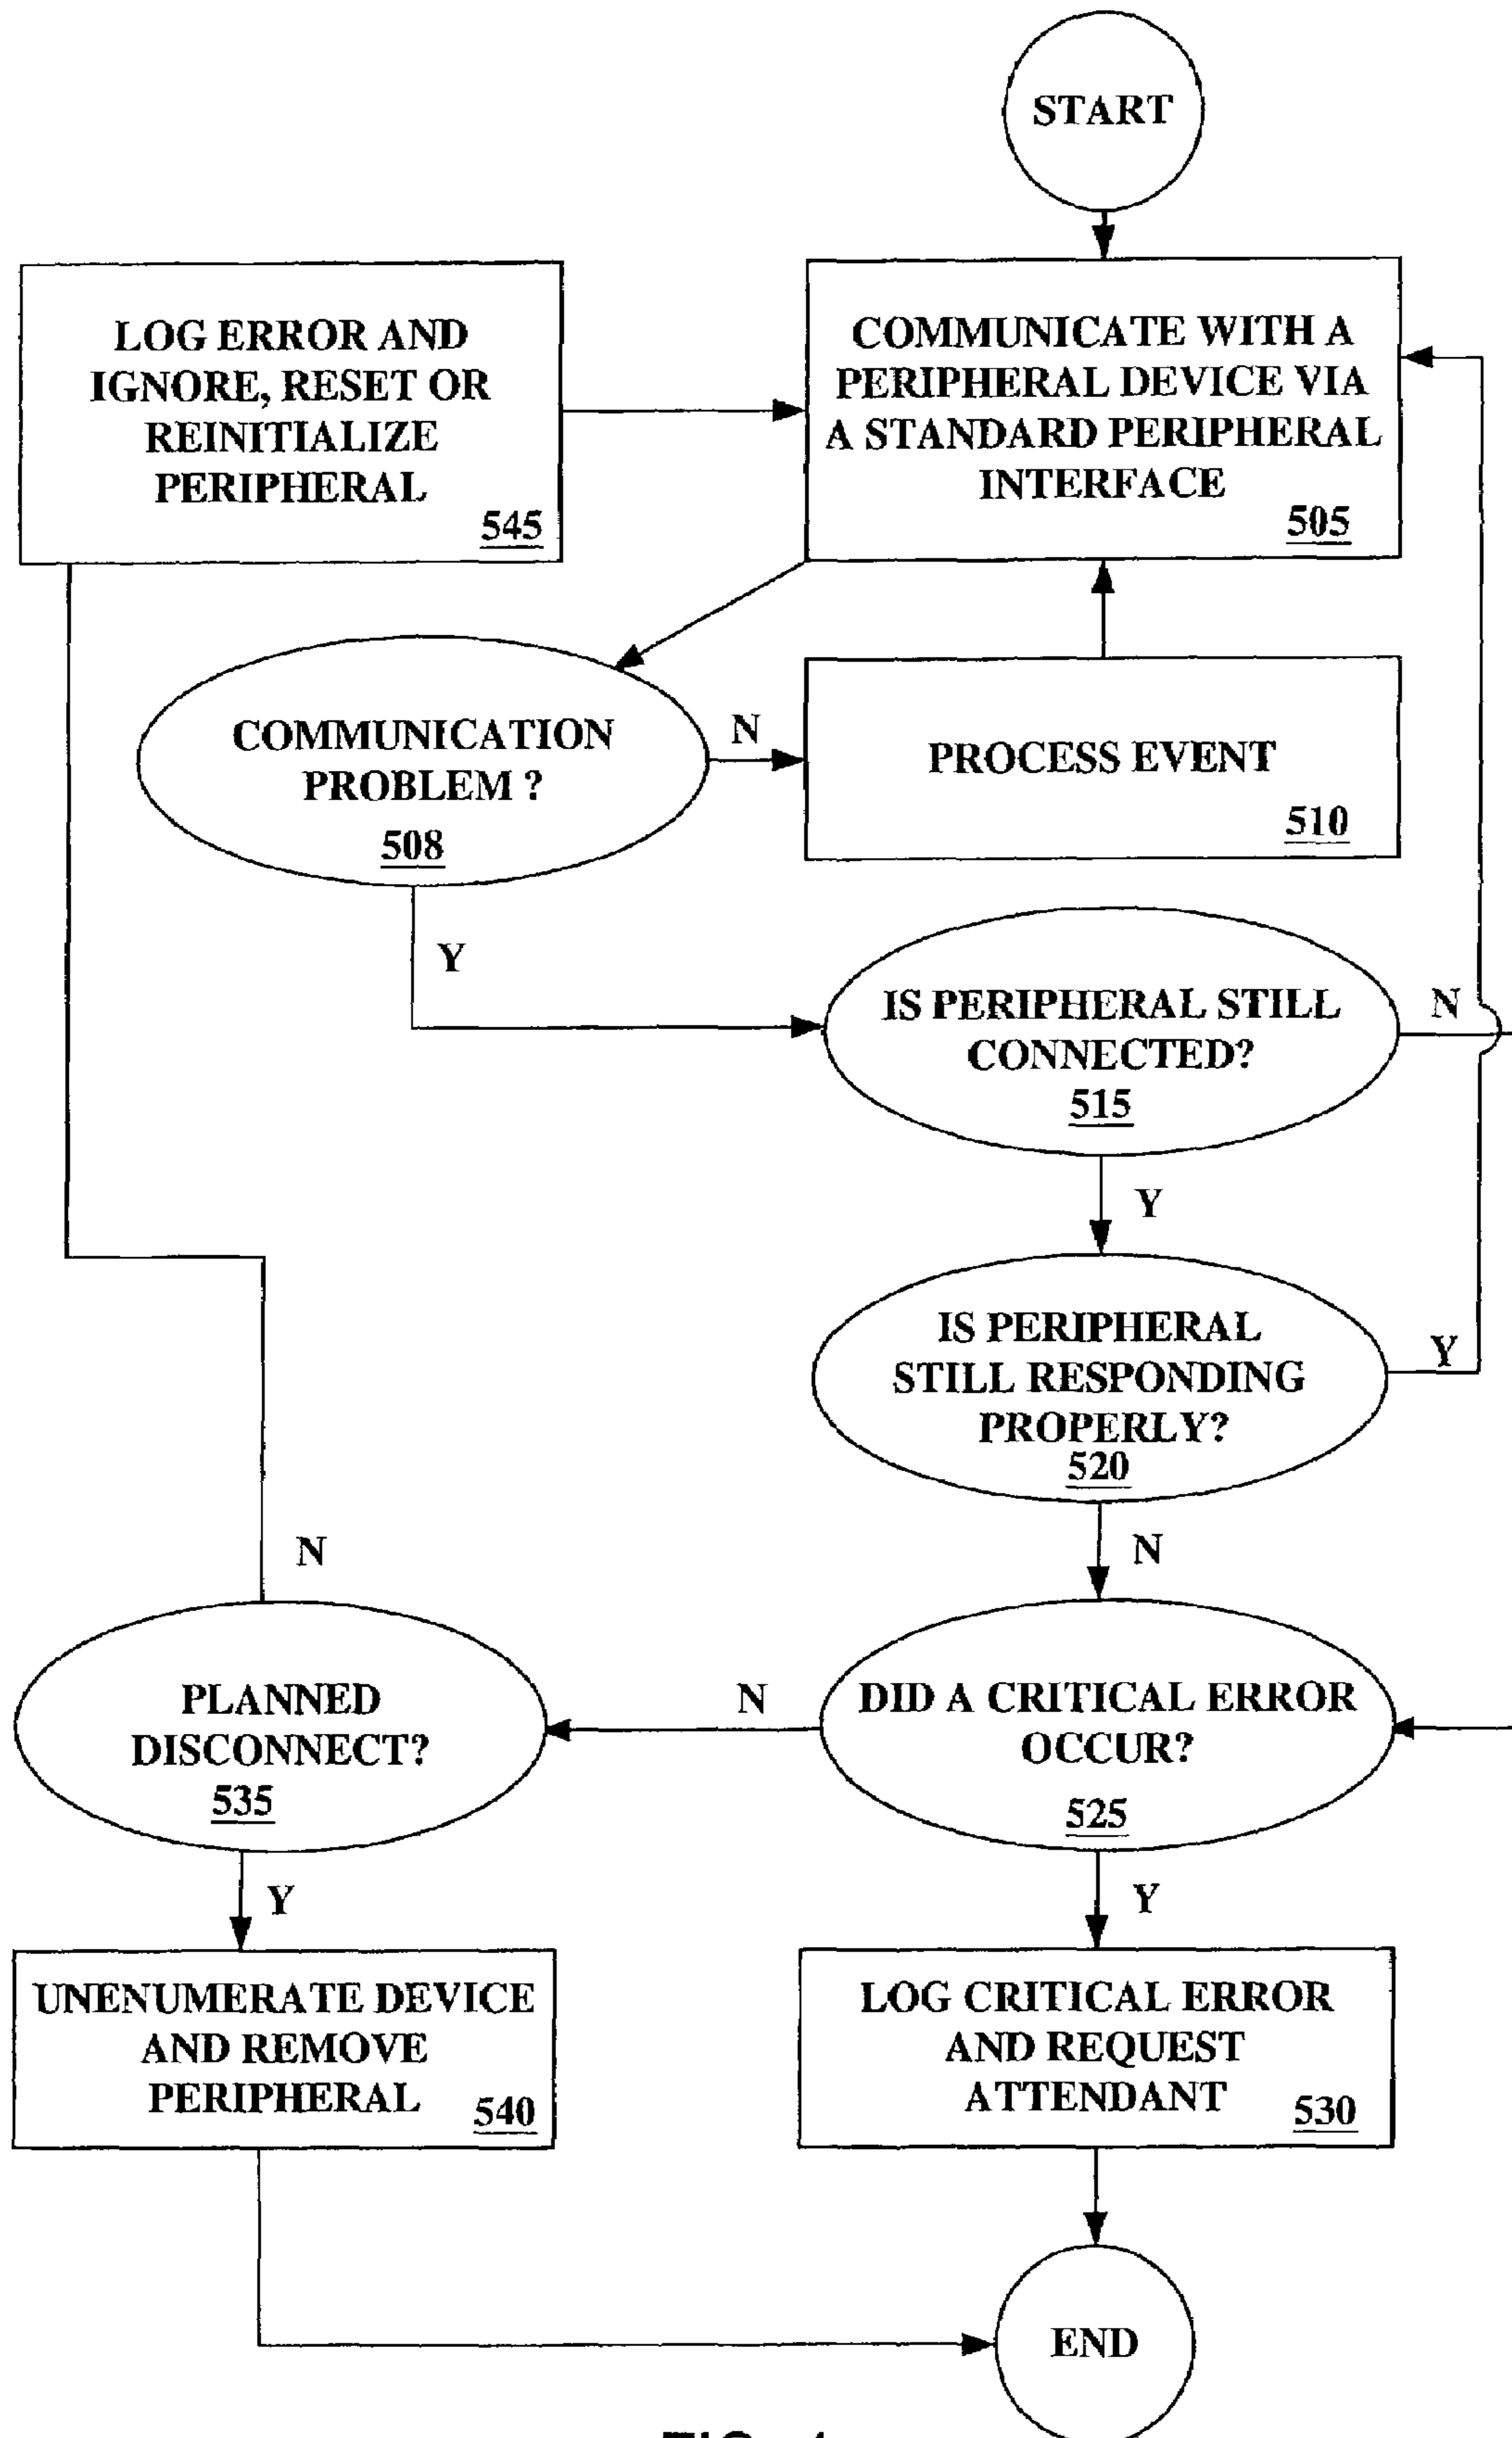 START
LOG ERROR AND
IGNORE, RESET OR
REINITIALIZE
PERIPHERAL
545
COMMUNICATE WITH A
PERIPHERAL DEVICE VIA
A STANDARD PERIPHERAL
INTERFACE
505
COMMUNICATION
PROBLEM ?
508
N
PROCESS EVENT
510
Y
IS PERIPHERAL STILL
CONNECTED?
515
N
Y
IS PERIPHERAL
STILL RESPONDING
PROPERLY?
520
Y
N
N
PLANNED
DISCONNECT?
535
N
DID A CRITICAL ERROR
OCCUR?
525
Y
Y
UNENUMERATE DEVICE
AND REMOVE
PERIPHERAL
540
LOG CRITICAL ERROR
AND REQUEST
ATTENDANT
530
END